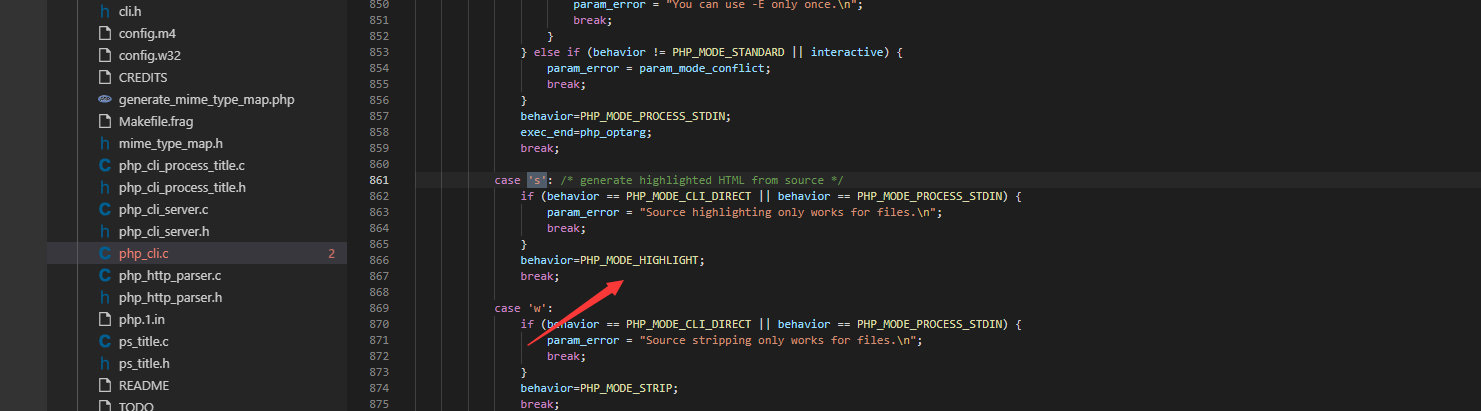 cli.h
config.m4
config.w32
CREDITS
generate_mime_type_map.php
Makefile.frag
mime_type_map.h
php_cli_process_title.c
php_cli_process_title.h
php_cli_server.c
php_cli_server.h
php_cli.c 2
php_http_parser.c
php_http_parser.h
php.1.in
ps_title.c
ps_title.h
README
TODO
850 param_error = "You can use -E only once.\n";
851 break;
852 }
853 } else if (behavior != PHP_MODE_STANDARD || interactive) {
854 param_error = param_mode_conflict;
855 break;
856 }
857 behavior=PHP_MODE_PROCESS_STDIN;
858 exec_end=php_optarg;
859 break;
860
861 case 's': /* generate highlighted HTML from source */
862 if (behavior == PHP_MODE_CLI_DIRECT || behavior == PHP_MODE_PROCESS_STDIN) {
863 param_error = "Source highlighting only works for files.\n";
864 break;
865 }
866 behavior=PHP_MODE_HIGHLIGHT;
867 break;
868
869 case 'w':
870 if (behavior == PHP_MODE_CLI_DIRECT || behavior == PHP_MODE_PROCESS_STDIN) {
871 param_error = "Source stripping only works for files.\n";
872 break;
873 }
874 behavior=PHP_MODE_STRIP;
875 break;